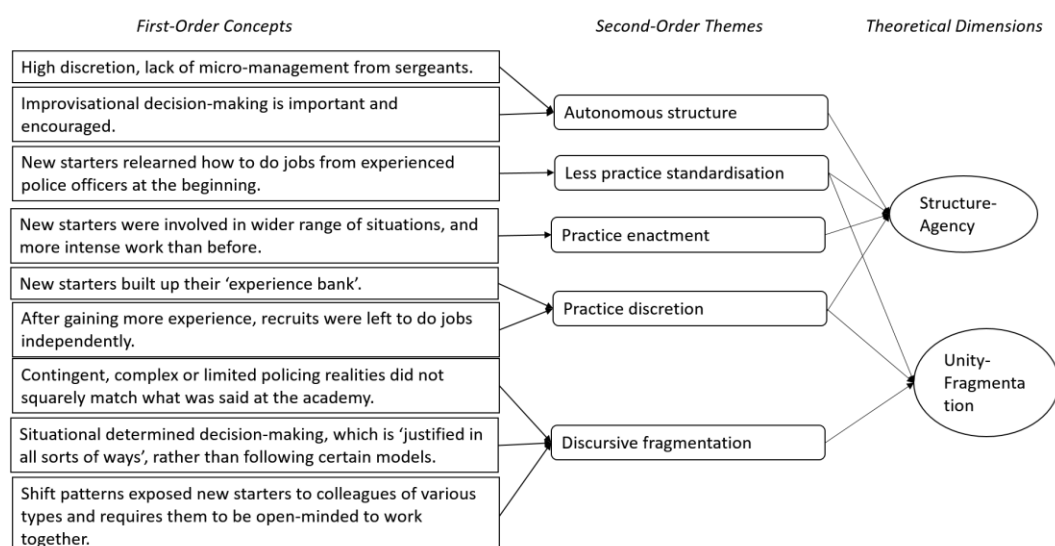 First-Order Concepts
Second-Order Themes
Theoretical Dimensions
High discretion, lack of micro-management from sergeants.
Improvisational decision-making is important and
encouraged.
New starters relearned how to do jobs from experienced
police officers at the beginning.
New starters were involved in wider range of situations, and
more intense work than before.
New starters built up their ‘experience bank’.
After gaining more experience, recruits were left to do jobs
independently.
Contingent, complex or limited policing realities did not
squarely match what was said at the academy.
Situational determined decision-making, which is ‘justified in
all sorts of ways’, rather than following certain models.
Shift patterns exposed new starters to colleagues of various
types and requires them to be open-minded to work
together.
Autonomous structure
Less practice standardisation
Practice enactment
Practice discretion
Discursive fragmentation
Structure-
Agency
Unity-
Fragmenta
tion